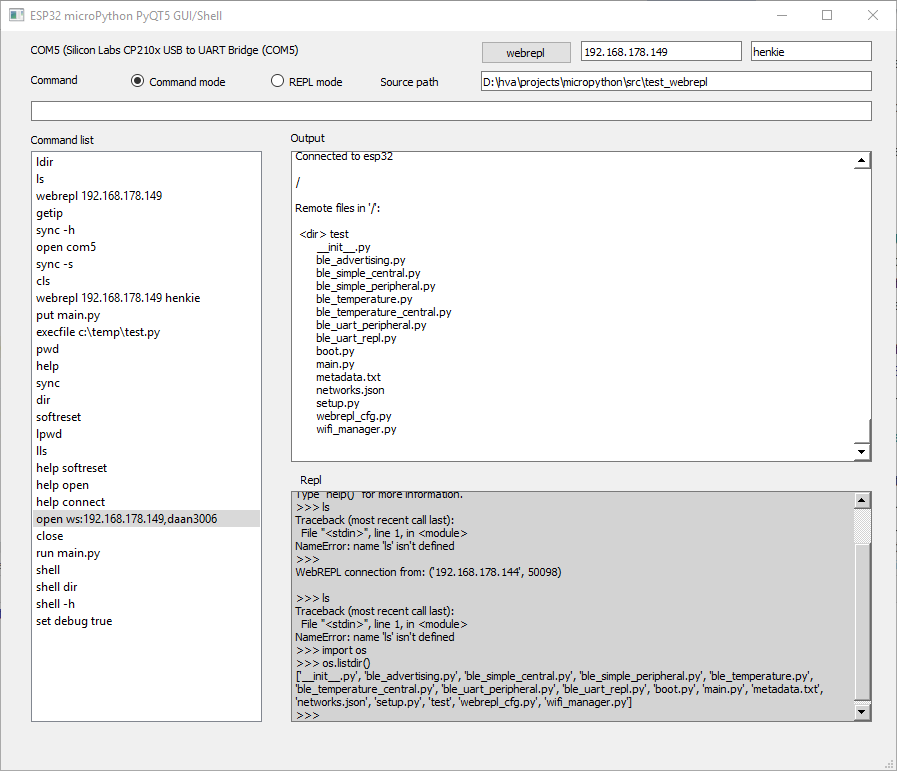 ESP32 microPython PyQT5 GUI/Shell
COM5 (Silicon Labs CP210x USB to UART Bridge (COM5)
webrepl
192.168.178.149
henkie
Command
Command mode
REPL mode
Source path
D:\hva\projects\micropython\src\test_webrepl
Command list
ldir
ls
webrepl 192.168.178.149
getip
sync -h
open com5
sync -s
cls
webrepl 192.168.178.149 henkie
put main.py
execfile c:\temp\test.py
pwd
help
sync
dir
softreset
lpwd
lls
help softreset
help open
help connect
open ws:192.168.178.149,daan3006
close
run main.py
shell
shell dir
shell -h
set debug true
Output
Connected to esp32
/
Remote files in '/':
<dir> test
__init__.py
ble_advertising.py
ble_simple_central.py
ble_simple_peripheral.py
ble_temperature.py
ble_temperature_central.py
ble_uart_peripheral.py
ble_uart_repl.py
boot.py
main.py
metadata.txt
networks.json
setup.py
webrepl_cfg.py
wifi_manager.py
Repl
Type "help()" for more information.
>>> ls
Traceback (most recent call last):
File "<stdin>", line 1, in <module>
NameError: name 'ls' isn't defined
>>>
WebREPL connection from: ('192.168.178.144', 50098)
>>> ls
Traceback (most recent call last):
File "<stdin>", line 1, in <module>
NameError: name 'ls' isn't defined
>>> import os
>>> os.listdir()
['__init__.py', 'ble_advertising.py', 'ble_simple_central.py', 'ble_simple_peripheral.py', 'ble_temperature.py',
'ble_temperature_central.py', 'ble_uart_peripheral.py', 'ble_uart_repl.py', 'boot.py', 'main.py', 'metadata.txt',
'networks.json', 'setup.py', 'test', 'webrepl_cfg.py', 'wifi_manager.py']
>>>